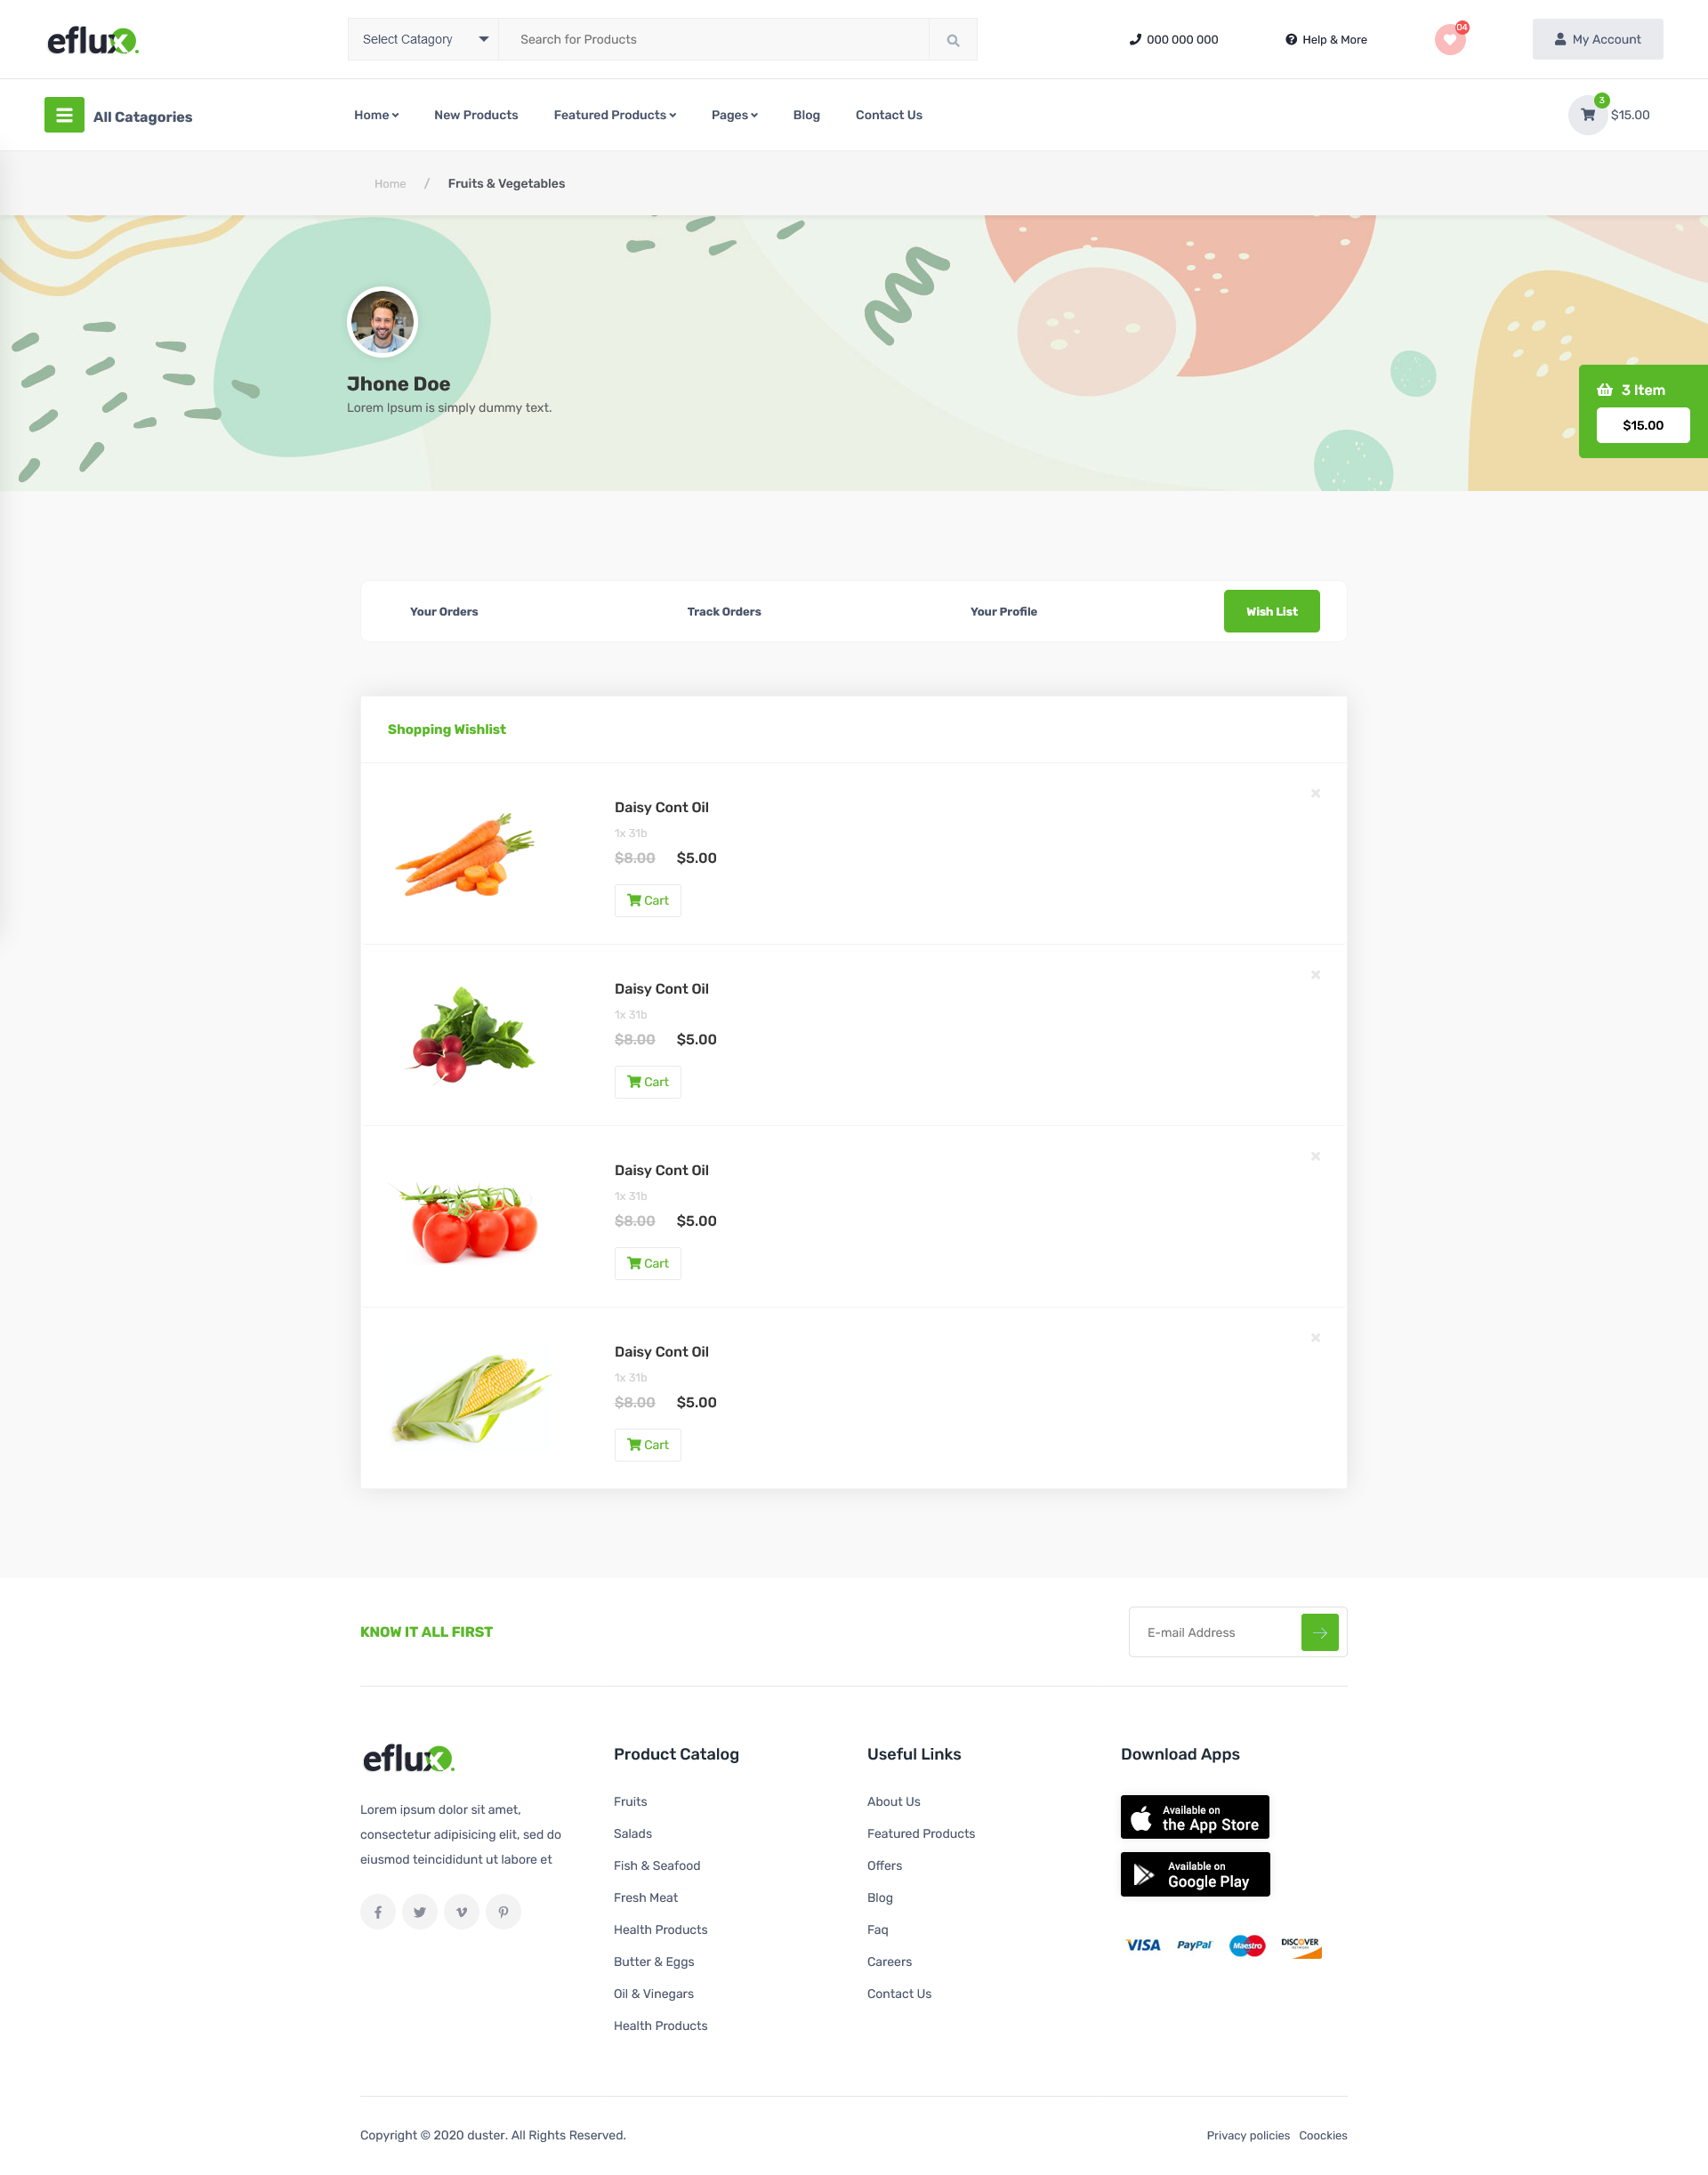 eflux.
Select Catagory
Search for Products
000 000 000
Help & More
04
My Account
All Catagories
Home
New Products
Featured Products
Pages
Blog
Contact Us
3
$15.00
Home / Fruits & Vegetables
Jhone Doe
Lorem Ipsum is simply dummy text.
3 Item
$15.00
Your Orders
Track Orders
Your Profile
Wish List
Shopping Wishlist
Daisy Cont Oil
1x 31b
$8.00 $5.00
Cart
Daisy Cont Oil
1x 31b
$8.00 $5.00
Cart
Daisy Cont Oil
1x 31b
$8.00 $5.00
Cart
Daisy Cont Oil
1x 31b
$8.00 $5.00
Cart
KNOW IT ALL FIRST
E-mail Address
eflux.
Lorem ipsum dolor sit amet,
consectetur adipisicing elit, sed do
eiusmod teincididunt ut labore et
Product Catalog
Fruits
Salads
Fish & Seafood
Fresh Meat
Health Products
Butter & Eggs
Oil & Vinegars
Health Products
Useful Links
About Us
Featured Products
Offers
Blog
Faq
Careers
Contact Us
Download Apps
Available on
the App Store
Available on
Google Play
VISA
PayPal
Maestro
DISCOVER
NETWORK
Copyright © 2020 duster. All Rights Reserved.
Privacy policies
Coockies